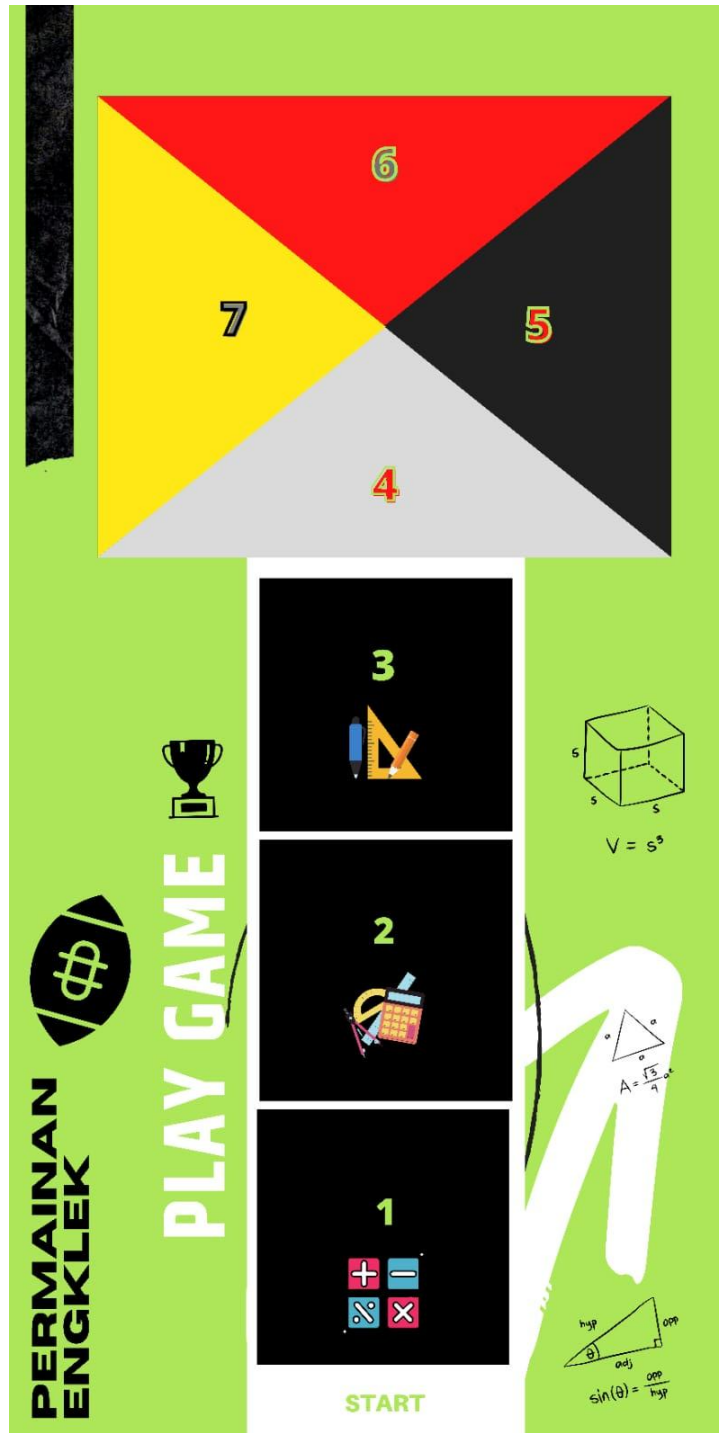 6
7
5
4
3
2
1
START
PLAY GAME
PERMAINAN
ENGKLEK
s
s
s
V = s³
a
a
a
A = √3/4 a²
hyp
opp
θ
adj
sin(θ) = opp/hyp